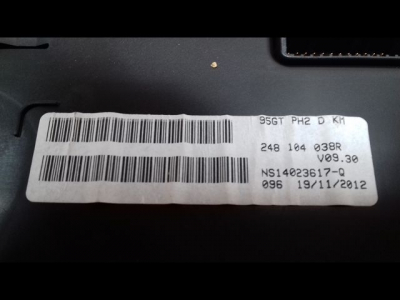 95GT PH2 D KM
248 104 038R
V09.30
NS14023617-Q
096 19/11/2012